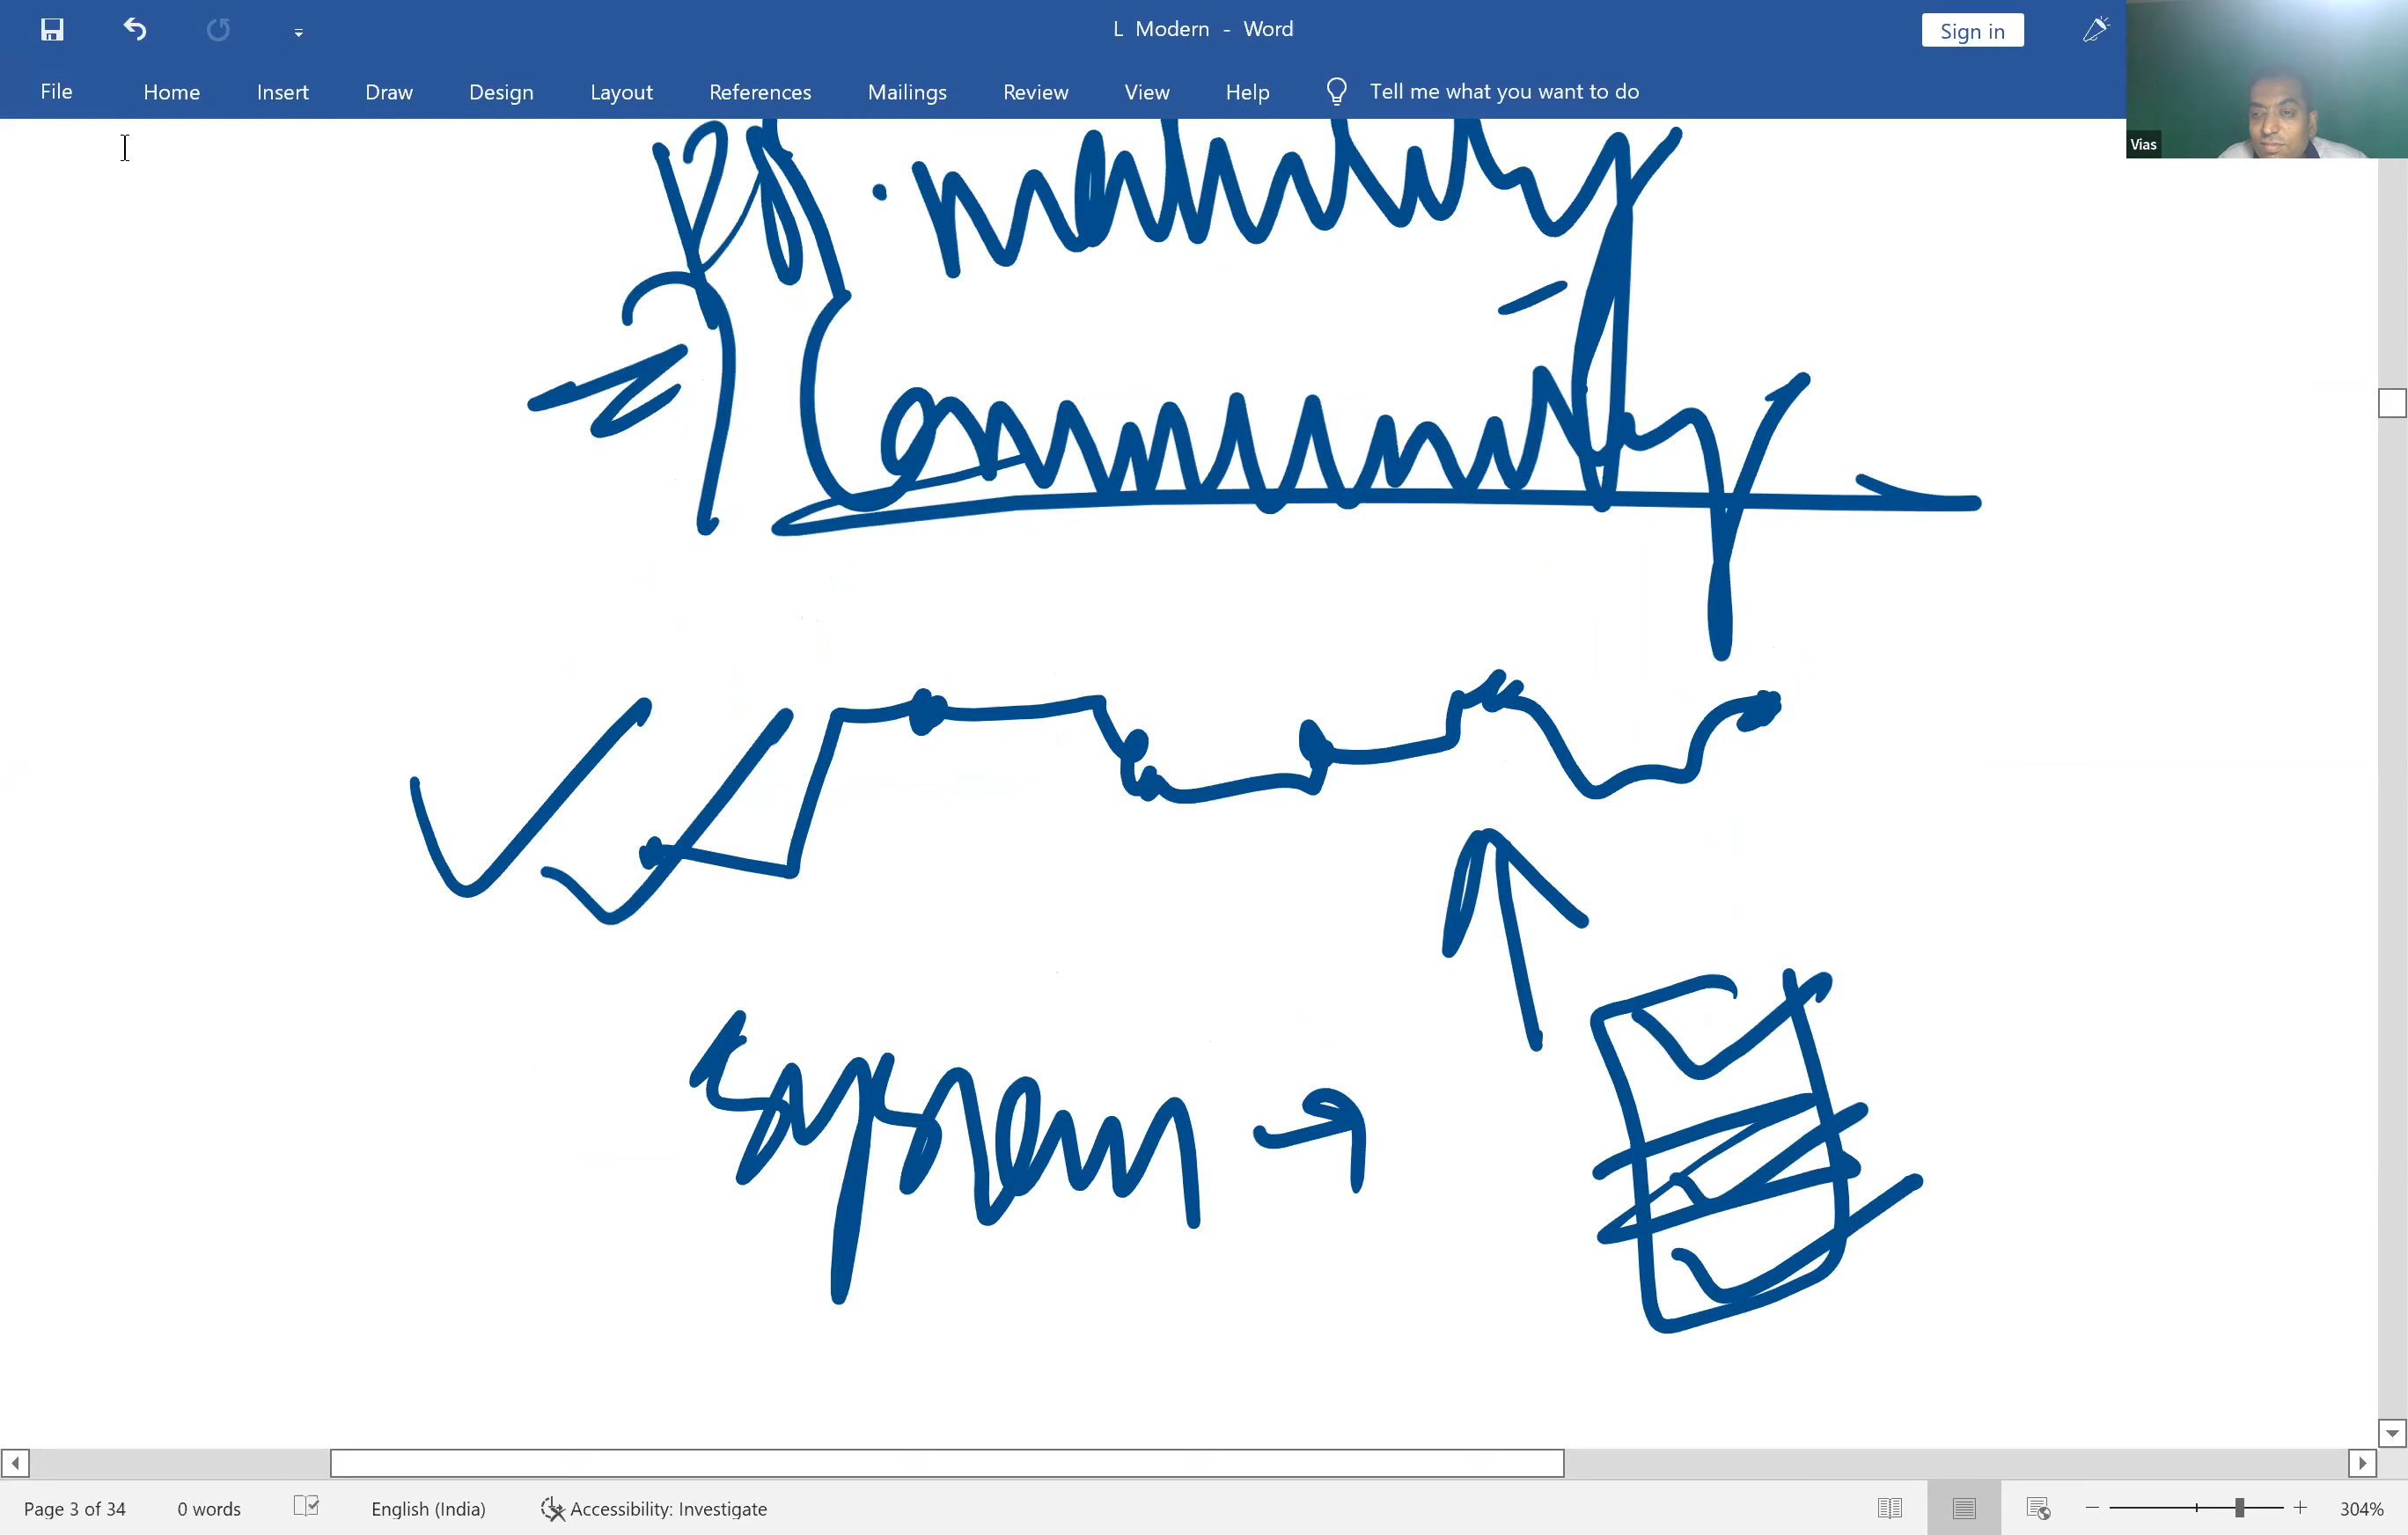 L Modern - Word
Sign in
File Home Insert Draw Design Layout References Mailings Review View Help Tell me what you want to do
Vias
Community
System →
Page 3 of 34 0 words English (India) Accessibility: Investigate 304%